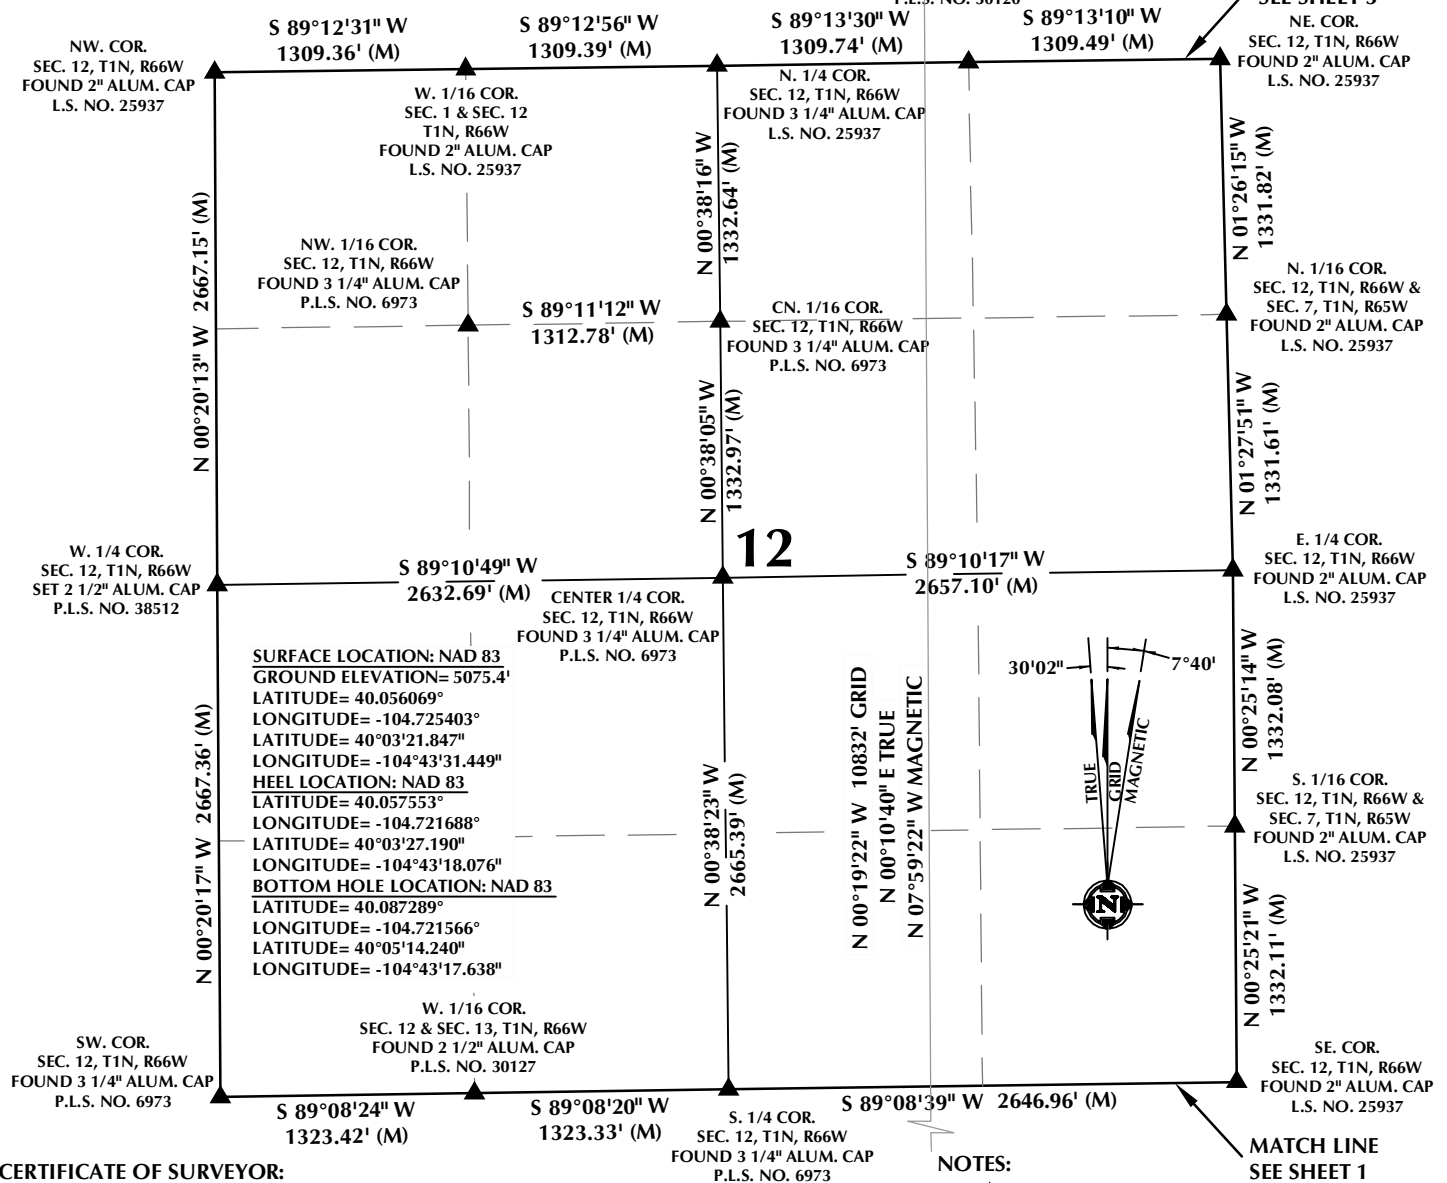 S 89°12'31" W
1309.36' (M)
S 89°12'56" W
1309.39' (M)
S 89°13'30" W
1309.74' (M)
S 89°13'10" W
1309.49' (M)
NW. COR.
SEC. 12, T1N, R66W
FOUND 2" ALUM. CAP
L.S. NO. 25937
NE. COR.
SEC. 12, T1N, R66W
FOUND 2" ALUM. CAP
L.S. NO. 25937
W. 1/16 COR.
SEC. 1 & SEC. 12
T1N, R66W
FOUND 2" ALUM. CAP
L.S. NO. 25937
N. 1/4 COR.
SEC. 12, T1N, R66W
FOUND 3 1/4" ALUM. CAP
L.S. NO. 25937
N 00°20'13" W 2667.15' (M)
N 00°38'16" W
1332.64' (M)
N 01°26'15" W
1331.82' (M)
NW. 1/16 COR.
SEC. 12, T1N, R66W
FOUND 3 1/4" ALUM. CAP
P.L.S. NO. 6973
S 89°11'12" W
1312.78' (M)
CN. 1/16 COR.
SEC. 12, T1N, R66W
FOUND 3 1/4" ALUM. CAP
P.L.S. NO. 6973
N. 1/16 COR.
SEC. 12, T1N, R66W &
SEC. 7, T1N, R65W
FOUND 2" ALUM. CAP
L.S. NO. 25937
N 00°38'05" W
1332.97' (M)
N 01°27'51" W
1331.61' (M)
12
W. 1/4 COR.
SEC. 12, T1N, R66W
SET 2 1/2" ALUM. CAP
P.L.S. NO. 38512
S 89°10'49" W
2632.69' (M)
CENTER 1/4 COR.
SEC. 12, T1N, R66W
FOUND 3 1/4" ALUM. CAP
P.L.S. NO. 6973
S 89°10'17" W
2657.10' (M)
E. 1/4 COR.
SEC. 12, T1N, R66W
FOUND 2" ALUM. CAP
L.S. NO. 25937
SURFACE LOCATION: NAD 83
GROUND ELEVATION= 5075.4'
LATITUDE= 40.056069°
LONGITUDE= -104.725403°
LATITUDE= 40°03'21.847"
LONGITUDE= -104°43'31.449"
HEEL LOCATION: NAD 83
LATITUDE= 40.057553°
LONGITUDE= -104.721688°
LATITUDE= 40°03'27.190"
LONGITUDE= -104°43'18.076"
BOTTOM HOLE LOCATION: NAD 83
LATITUDE= 40.087289°
LONGITUDE= -104.721566°
LATITUDE= 40°05'14.240"
LONGITUDE= -104°43'17.638"
N 00°20'17" W 2667.36' (M)
N 00°38'23" W
2665.39' (M)
N 00°19'22" W 10832' GRID
N 00°10'40" E TRUE
N 07°59'22" W MAGNETIC
30'02"
7°40'
TRUE
GRID
MAGNETIC
N
N 00°25'14" W
1332.08' (M)
S. 1/16 COR.
SEC. 12, T1N, R66W &
SEC. 7, T1N, R65W
FOUND 2" ALUM. CAP
L.S. NO. 25937
N 00°25'21" W
1332.11' (M)
W. 1/16 COR.
SEC. 12 & SEC. 13, T1N, R66W
FOUND 2 1/2" ALUM. CAP
P.L.S. NO. 30127
SW. COR.
SEC. 12, T1N, R66W
FOUND 3 1/4" ALUM. CAP
P.L.S. NO. 6973
SE. COR.
SEC. 12, T1N, R66W
FOUND 2" ALUM. CAP
L.S. NO. 25937
S 89°08'24" W
1323.42' (M)
S 89°08'20" W
1323.33' (M)
S. 1/4 COR.
SEC. 12, T1N, R66W
FOUND 3 1/4" ALUM. CAP
P.L.S. NO. 6973
S 89°08'39" W 2646.96' (M)
MATCH LINE
SEE SHEET 1
CERTIFICATE OF SURVEYOR:
NOTES: